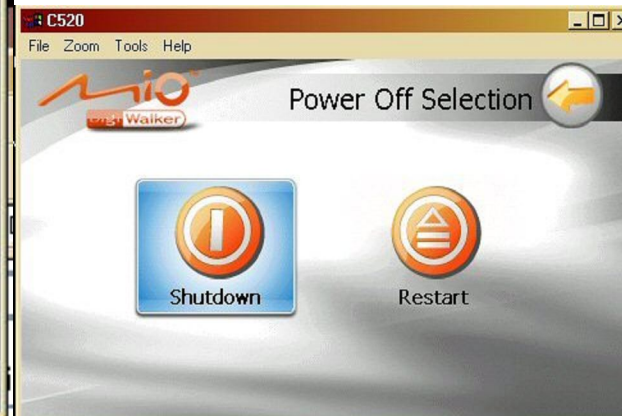 C520
File Zoom Tools Help
Mio
DigiWalker
Power Off Selection
Shutdown
Restart